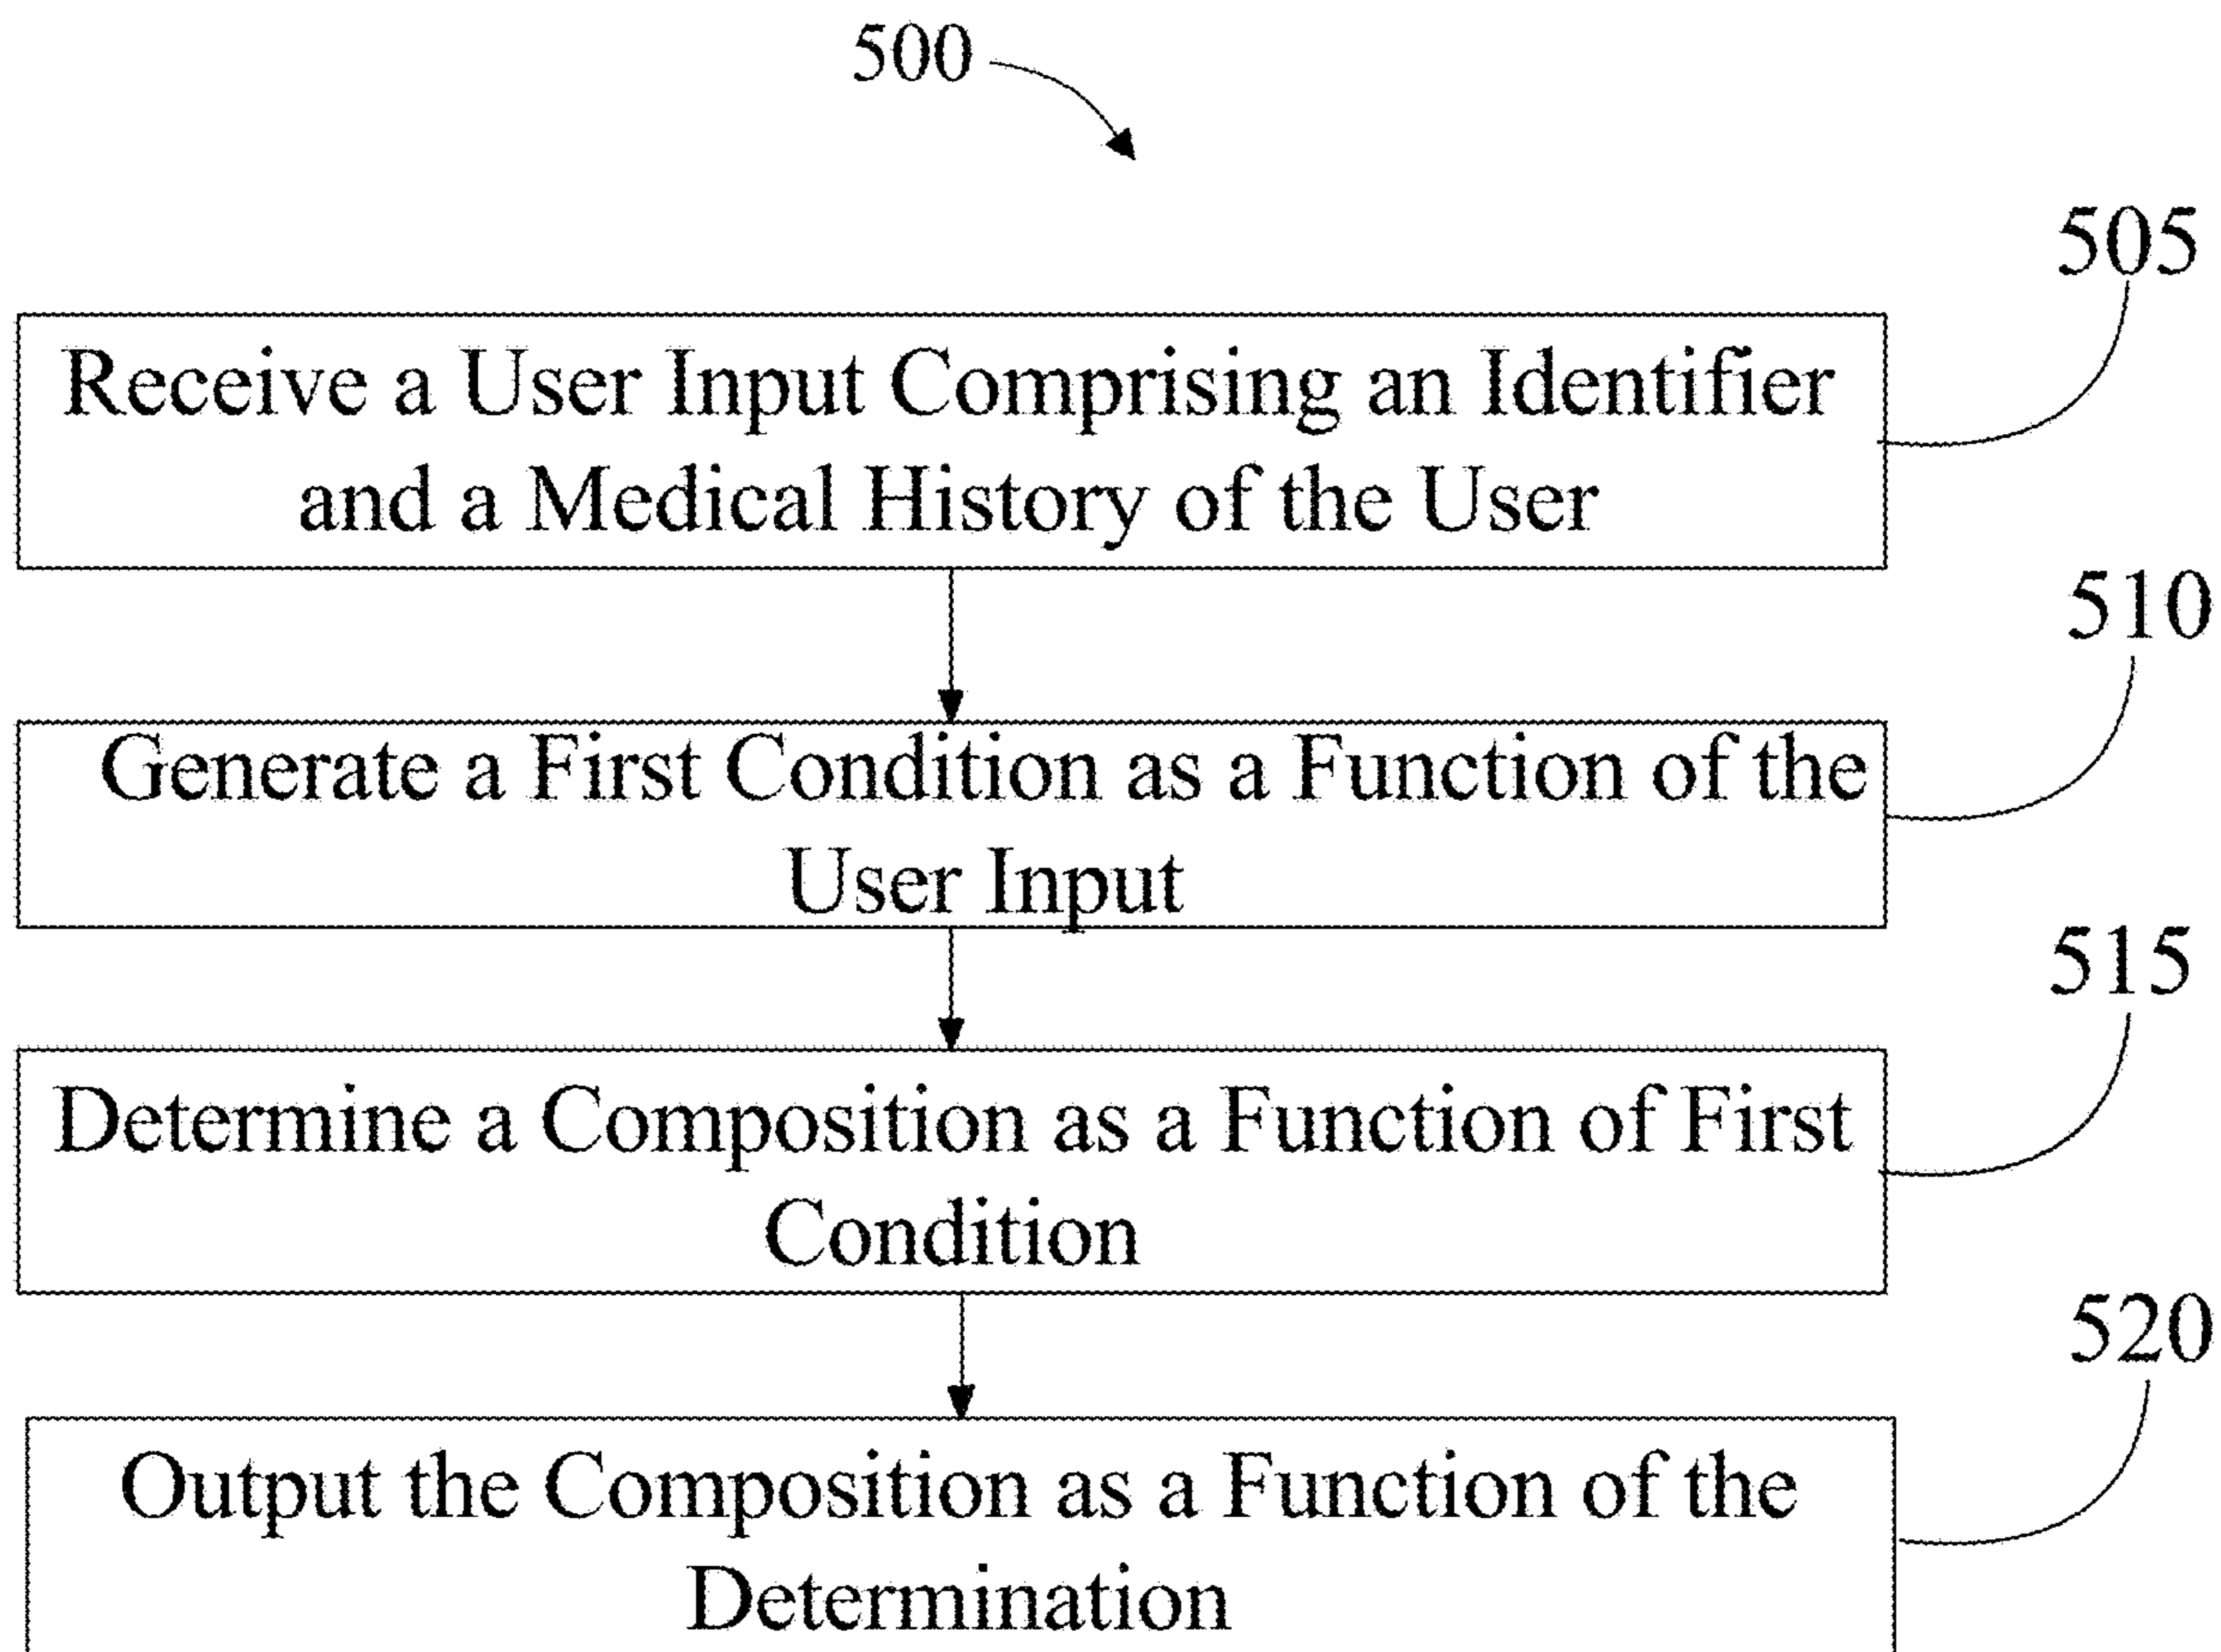 500
505
Receive a User Input Comprising an Identifier
and a Medical History of the User
510
Generate a First Condition as a Function of the
User Input
515
Determine a Composition as a Function of First
Condition
520
Output the Composition as a Function of the
Determination